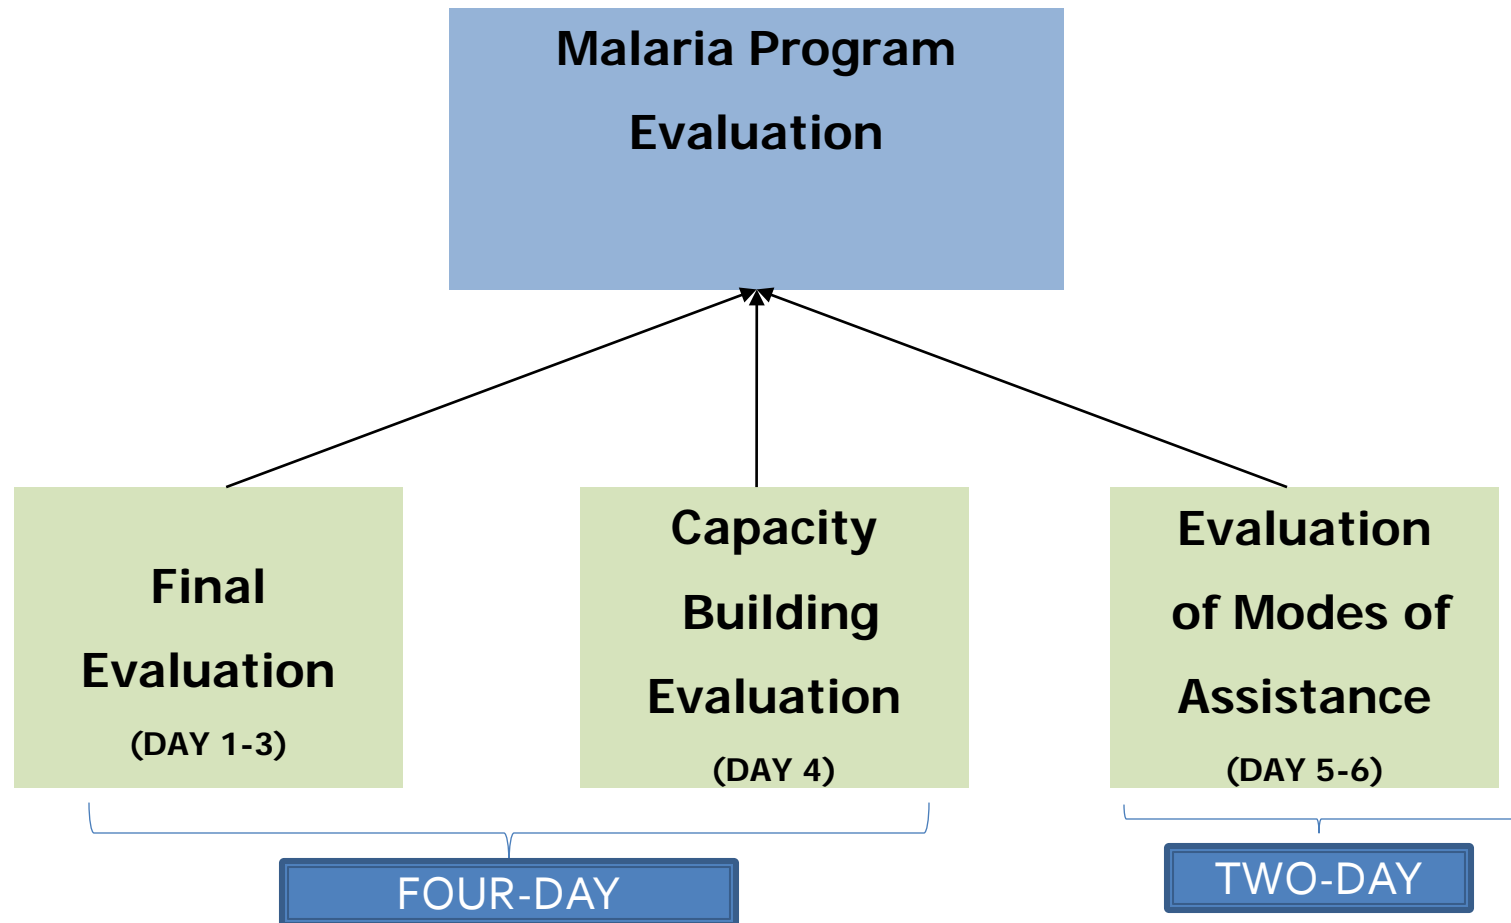 Malaria Program
Evaluation
Final
Evaluation
(DAY 1-3)
Capacity
Building
Evaluation
(DAY 4)
Evaluation
of Modes of
Assistance
(DAY 5-6)
FOUR-DAY
TWO-DAY